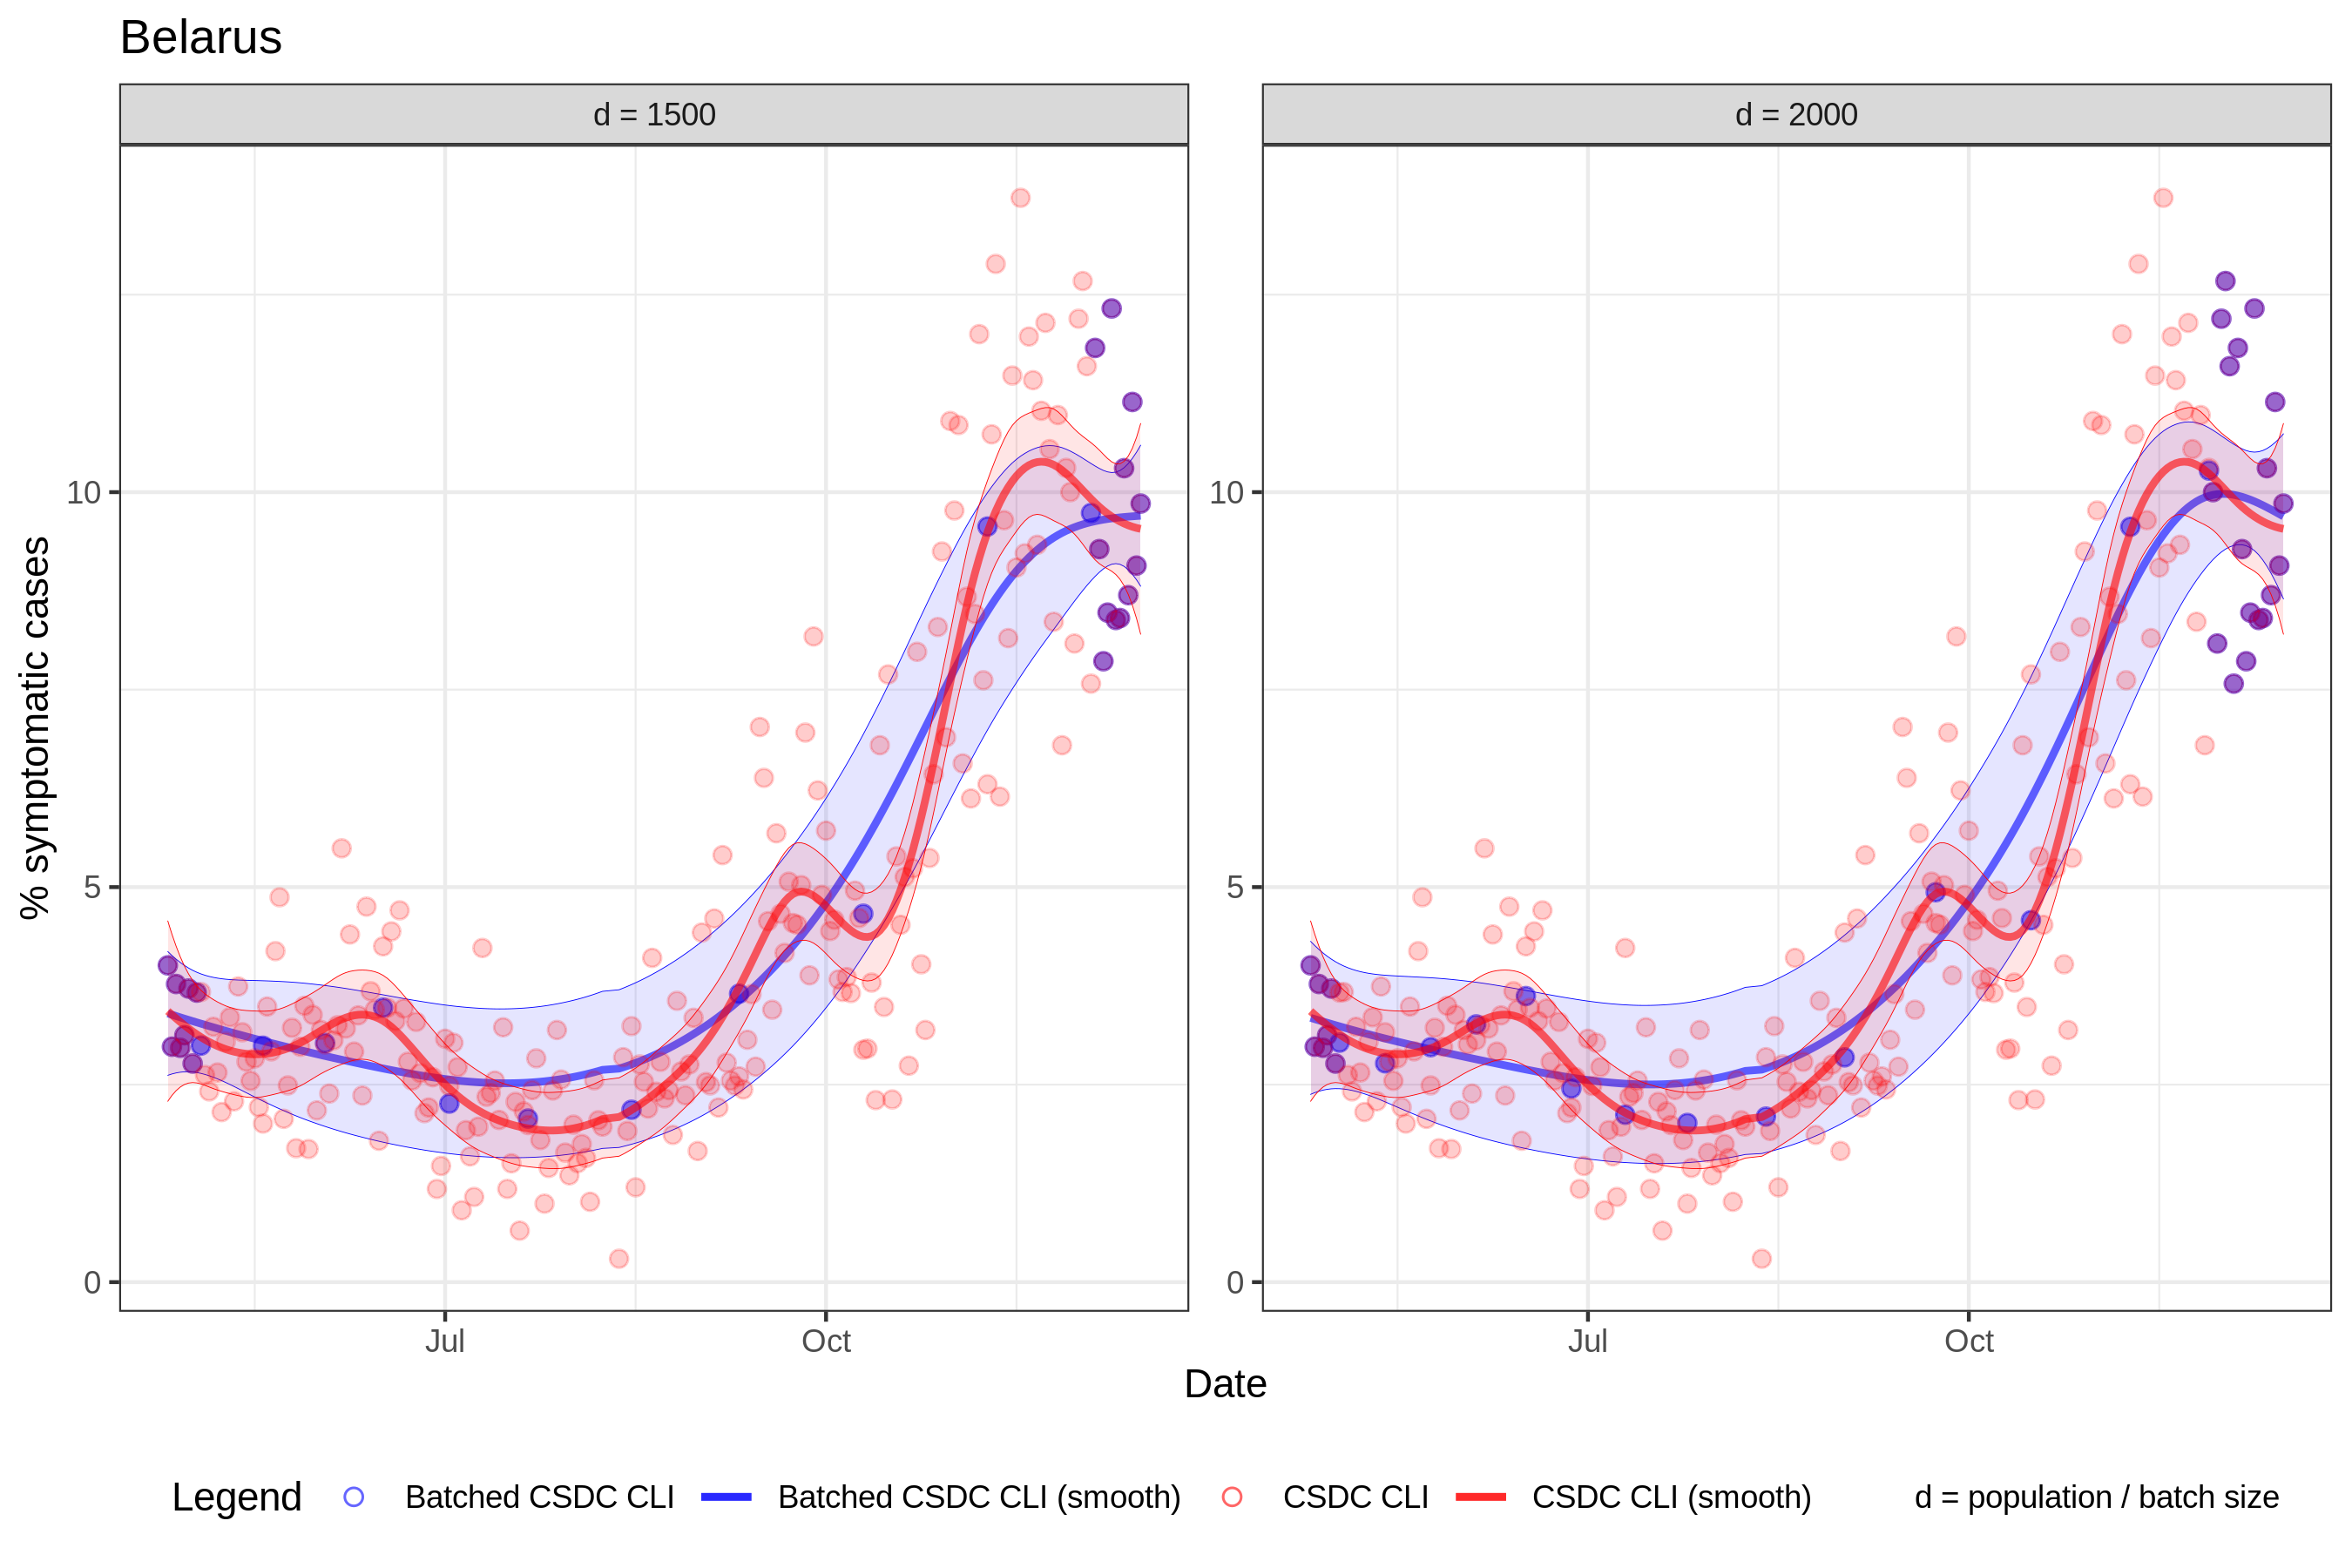 Belarus
d = 1500
d = 2000
% symptomatic cases
10
5
0
10
5
0
Jul
Oct
Jul
Oct
Date
Legend
Batched CSDC CLI
Batched CSDC CLI (smooth)
CSDC CLI
CSDC CLI (smooth)
d = population / batch size